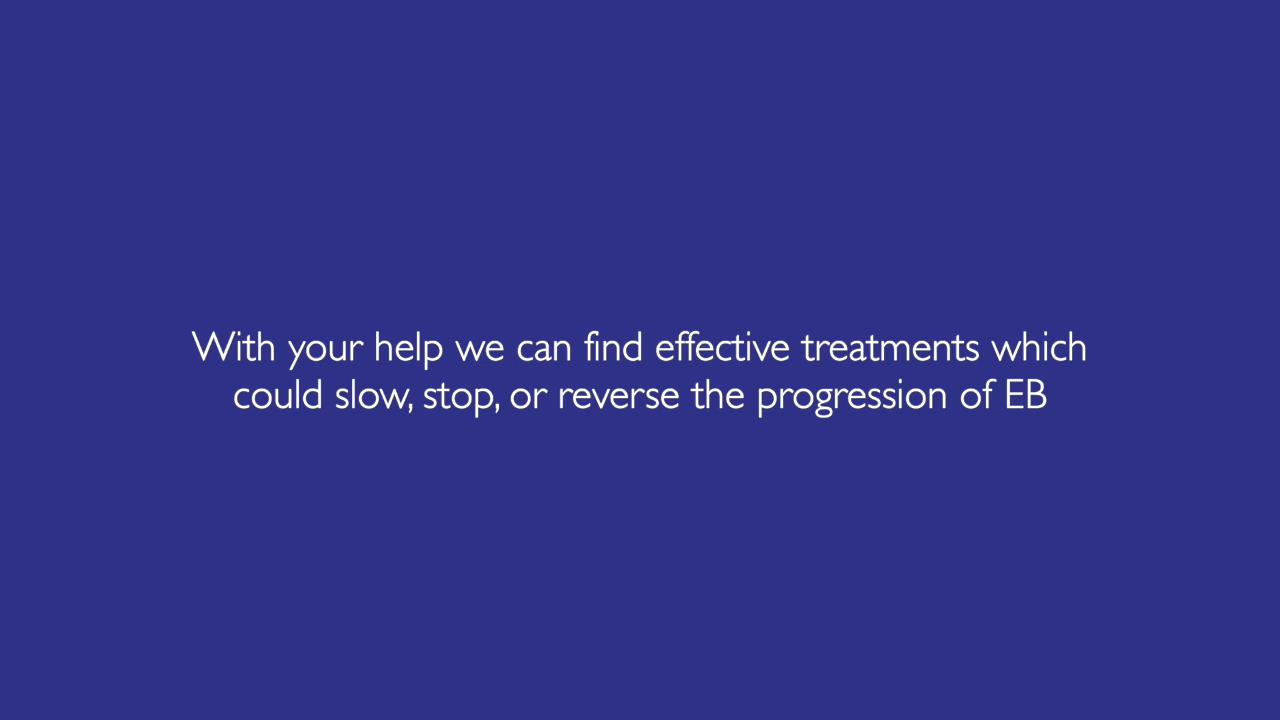 With your help we can find effective treatments which
could slow, stop, or reverse the progression of EB